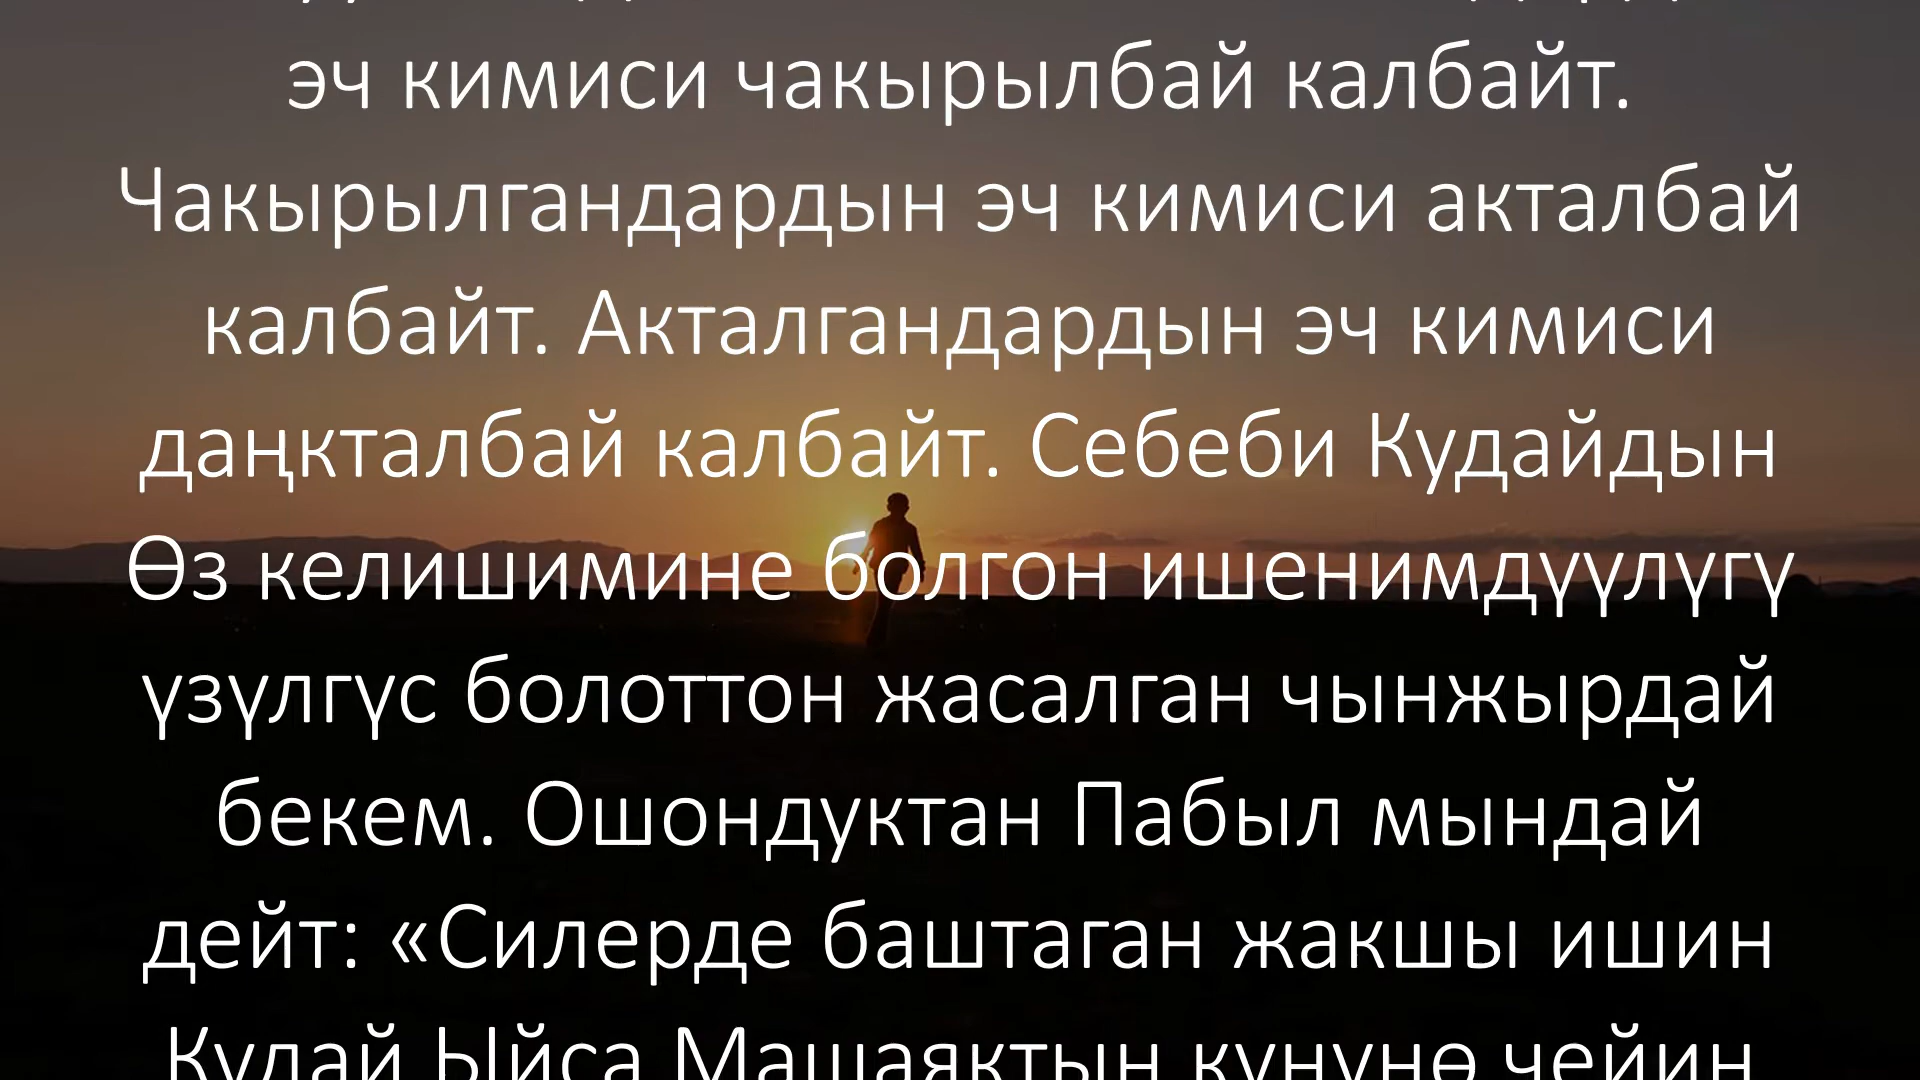 эч кимиси чакырылбай калбайт.
Чакырылгандардын эч кимиси акталбай
калбайт. Акталгандардын эч кимиси
даңкталбай калбайт. Себеби Кудайдын
Өз келишимине болгон ишенимдүүлүгү
үзүлгүс болоттон жасалган чынжырдай
бекем. Ошондуктан Пабыл мындай
дейт: «Силерде баштаган жакшы ишин
Кудай Ыйса Машаяктын күнүнө чейин